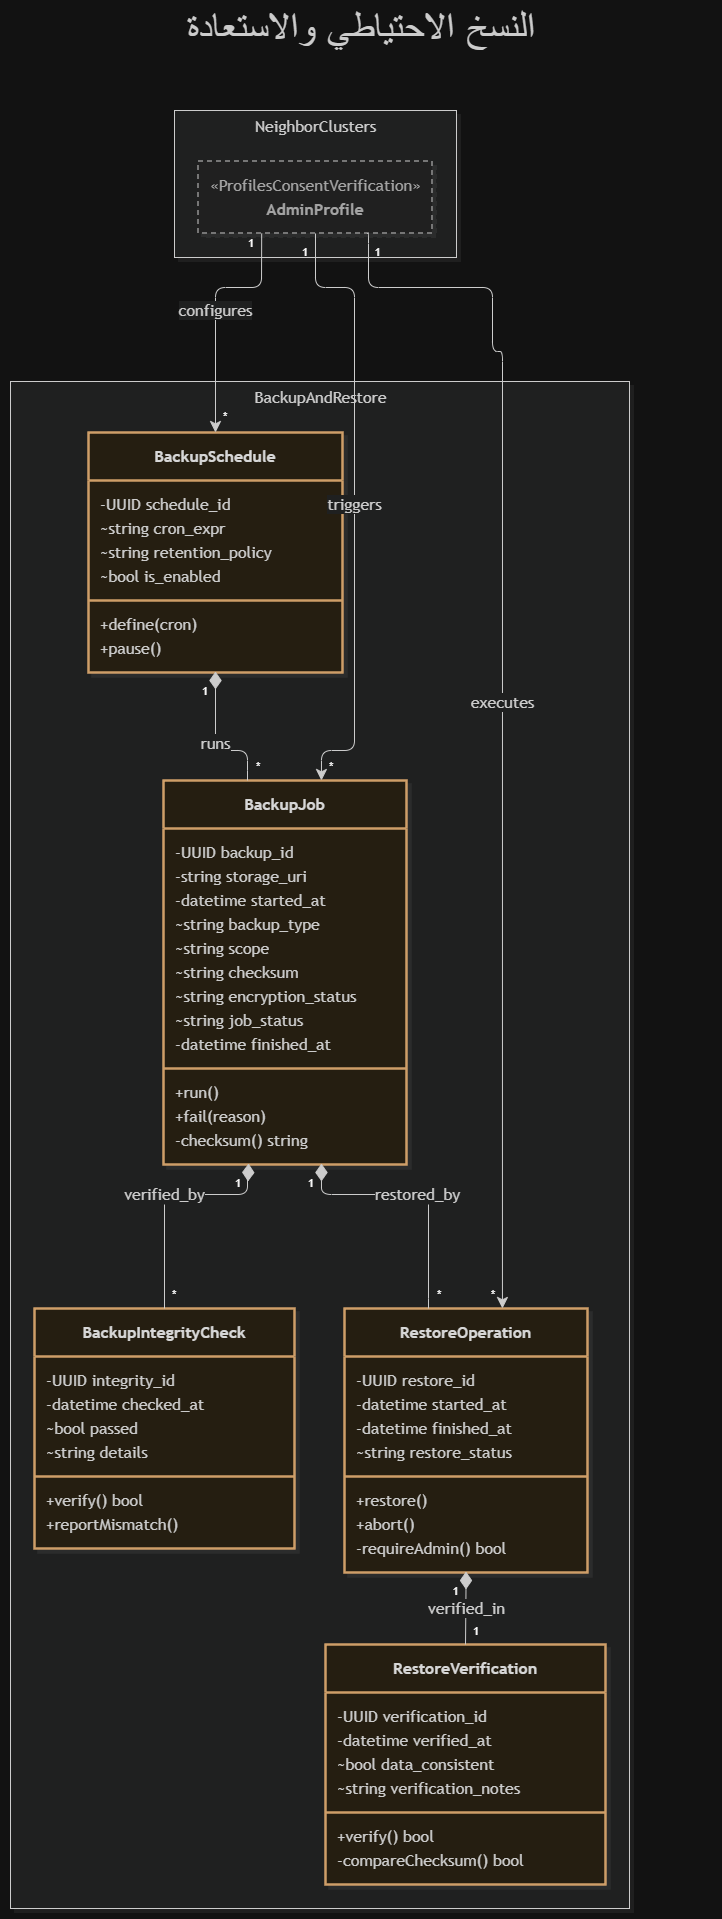 النسخ الاحتياطي والاستعادة
NeighborClusters
«ProfilesConsentVerification»
AdminProfile
1
1
1
configures
*
BackupAndRestore
BackupSchedule
-UUID schedule_id
~string cron_expr
~string retention_policy
~bool is_enabled
+define(cron)
+pause()
triggers
1
executes
runs
*
*
BackupJob
-UUID backup_id
-string storage_uri
-datetime started_at
~string backup_type
~string scope
~string checksum
~string encryption_status
~string job_status
-datetime finished_at
+run()
+fail(reason)
-checksum() string
1
1
verified_by
restored_by
*
*
*
BackupIntegrityCheck
-UUID integrity_id
-datetime checked_at
~bool passed
~string details
+verify() bool
+reportMismatch()
RestoreOperation
-UUID restore_id
-datetime started_at
-datetime finished_at
~string restore_status
+restore()
+abort()
-requireAdmin() bool
1
verified_in
1
RestoreVerification
-UUID verification_id
-datetime verified_at
~bool data_consistent
~string verification_notes
+verify() bool
-compareChecksum() bool